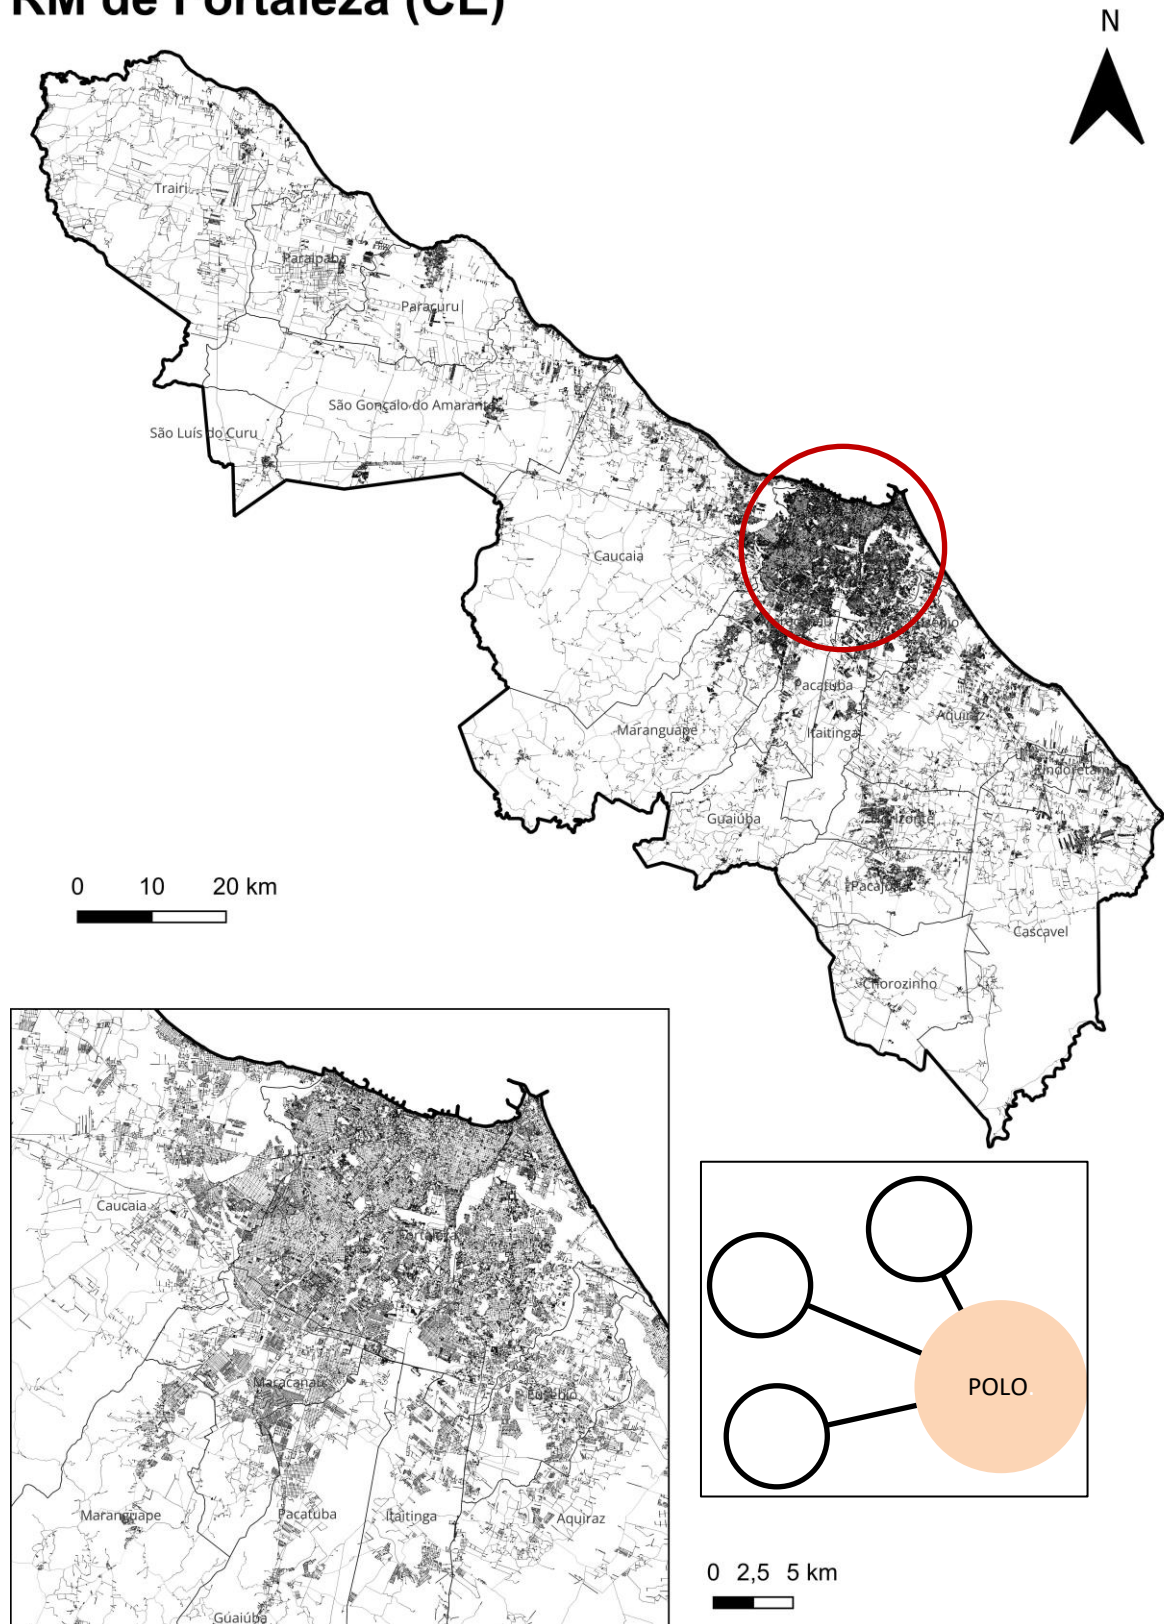 RM de Fortaleza (CE)
N
Trairi
Paraipaba
Paracuru
São Gonçalo do Amarante
São Luís do Curu
Caucaia
Pacatuba
Maranguape
Itaitinga
Aquiraz
Pindoretama
Guaiúba
Horizonte
Pacajus
Cascavel
Chorozinho
0 10 20 km
Caucaia
Fortaleza
Maracanaú
Eusébio
Maranguape
Pacatuba
Itaitinga
Aquiraz
Guaiúba
POLO
0 2,5 5 km